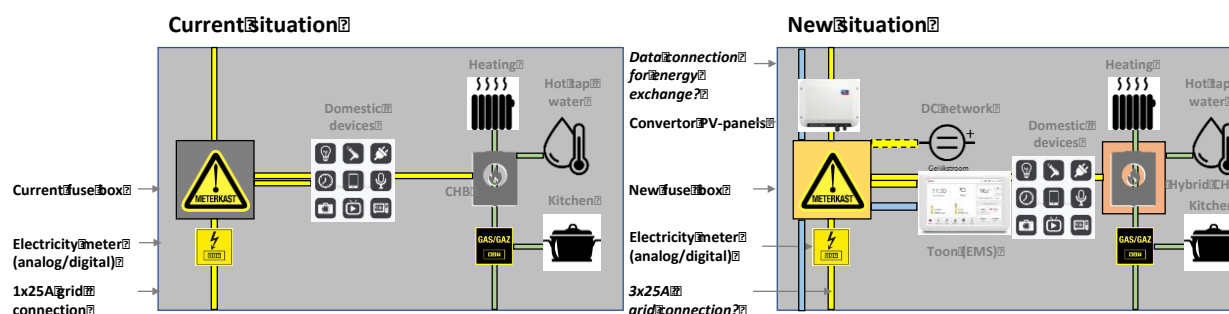 Current situation
Heating
Hot tap
water
Domestic
devices
METERKAST
CHB
Kitchen
GAS/GAZ
Current fuse box
Electricity meter
(analog/digital)
1x25A grid
connection
New situation
Data connection
for energy
exchange?
Convertor PV-panels
New fuse box
Electricity meter
(analog/digital)
3x25A
grid connection?
Heating
Hot tap
water
DC network
Gelijkstroom
Domestic
devices
METERKAST
11:30
Hybrid CH
Kitchen
Toon (EMS)
GAS/GAZ